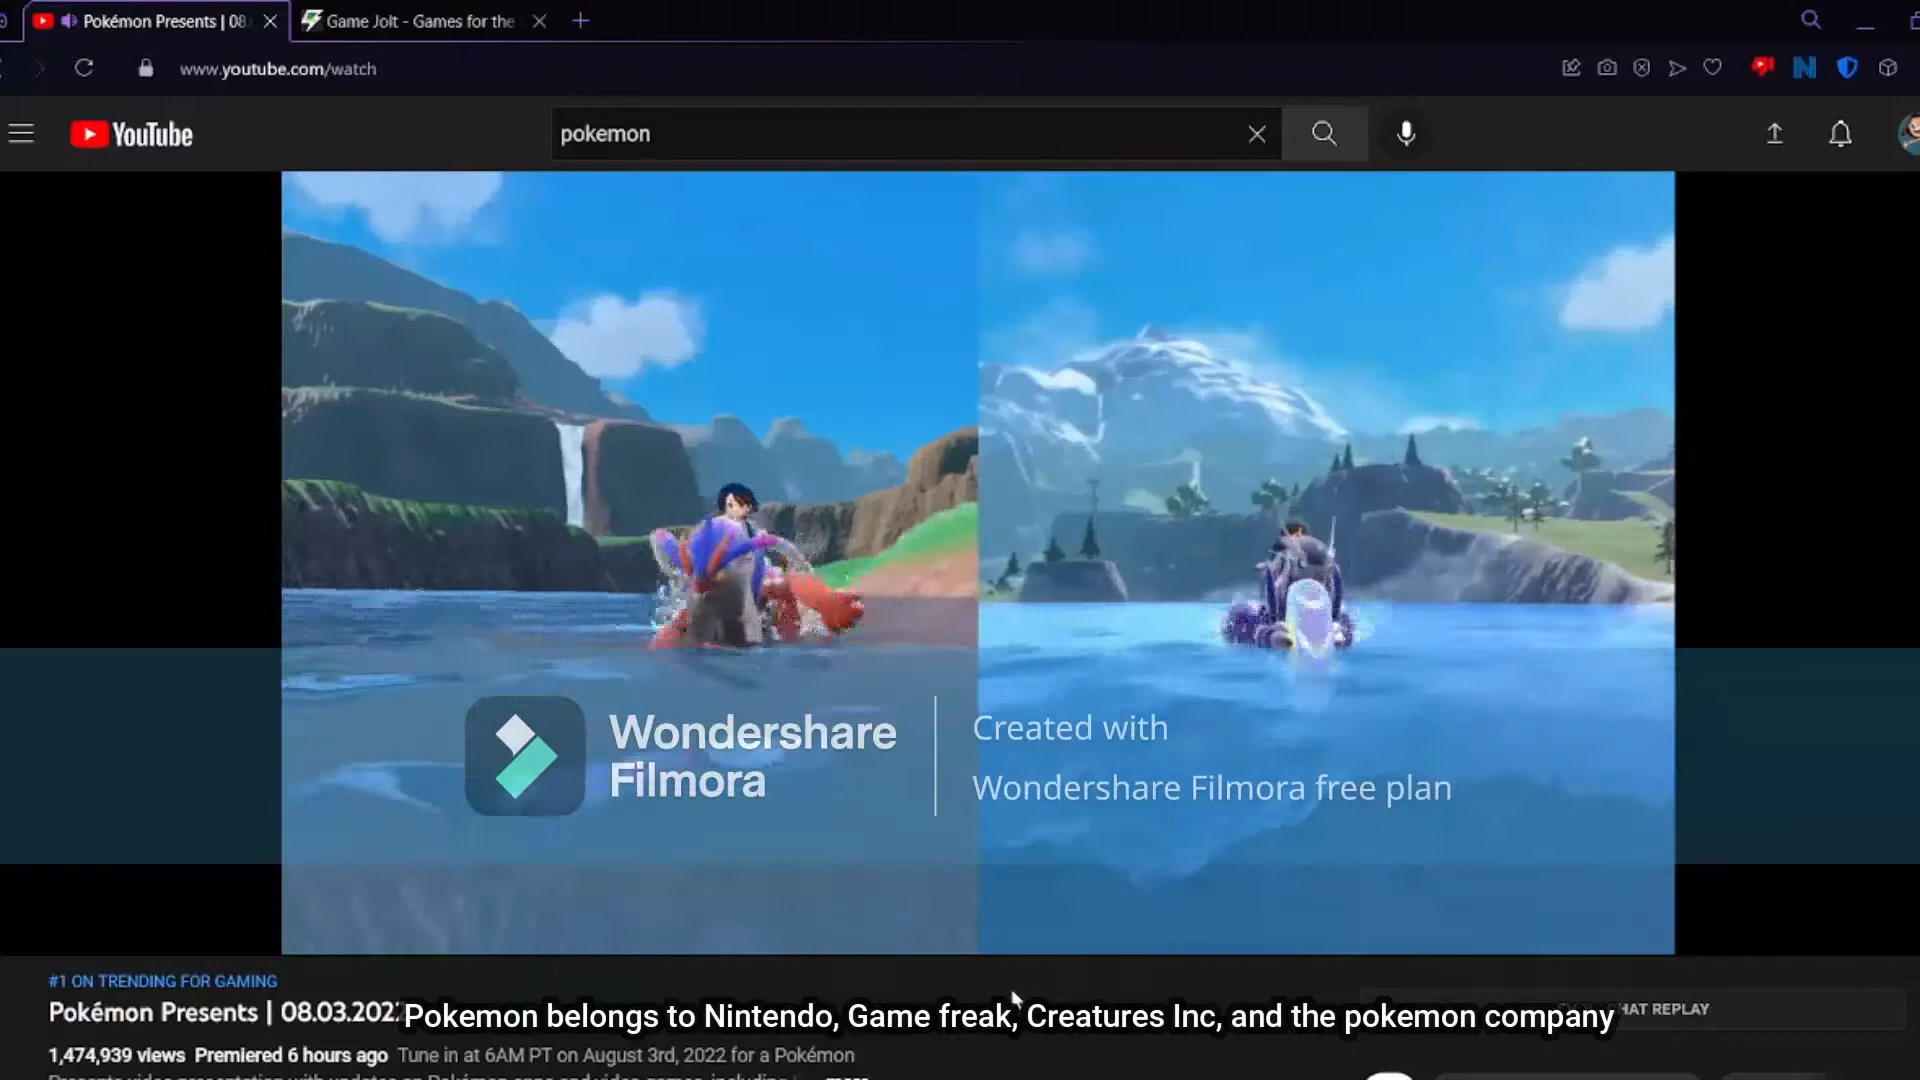 Pokémon Presents | 08.
Game Jolt - Games for the
www.youtube.com/watch
YouTube
pokemon
Wondershare
Filmora
Created with
Wondershare Filmora free plan
#1 ON TRENDING FOR GAMING
Pokémon Presents | 08.03.2022
HAT REPLAY
Pokemon belongs to Nintendo, Game freak, Creatures Inc, and the pokemon company
1,474,939 views Premiered 6 hours ago Tune in at 6AM PT on August 3rd, 2022 for a Pokémon